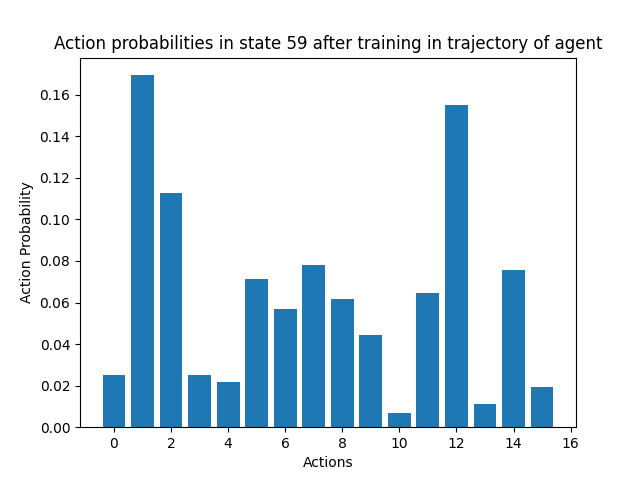 Action probabilities in state 59 after training in trajectory of agent
0.16
0.14
0.12
0.10
0.08
0.06
0.04
0.02
0.00
Action Probability
0 2 4 6 8 10 12 14 16
Actions